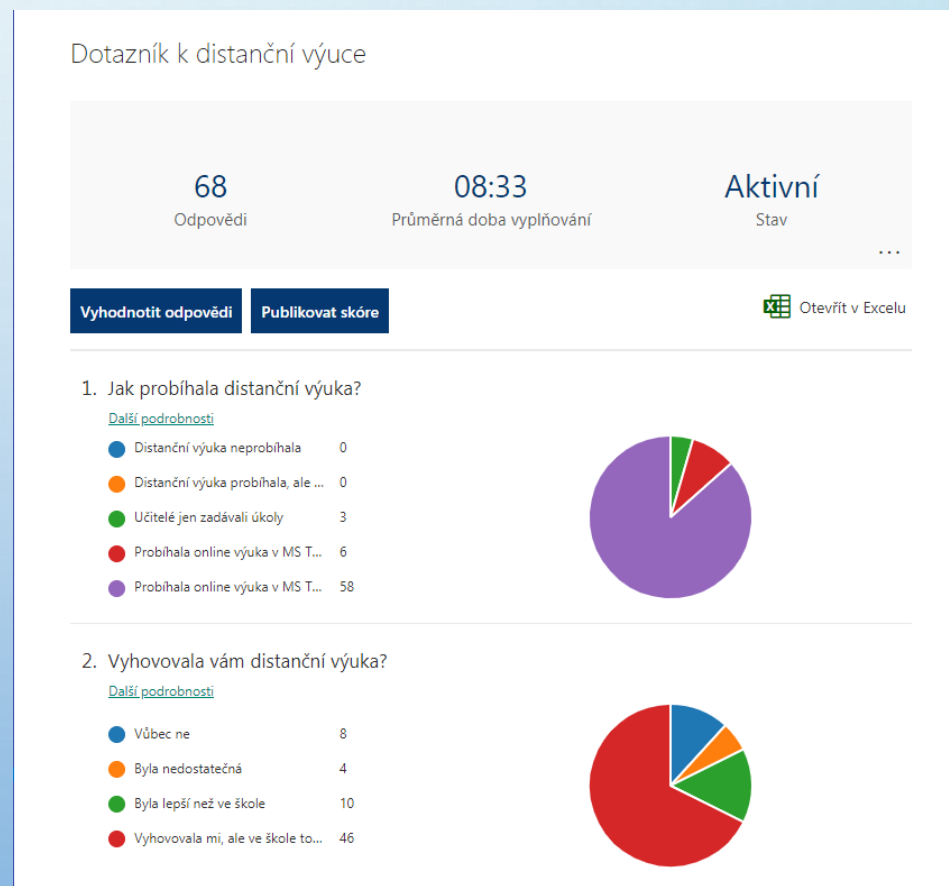 Dotazník k distanční výuce
68
Odpovědi
08:33
Průměrná doba vyplňování
Aktivní
Stav
...
Vyhodnotit odpovědi
Publikovat skóre
Otevřít v Excelu
1. Jak probíhala distanční výuka?
Další podrobnosti
Distanční výuka neprobíhala 0
Distanční výuka probíhala, ale ... 0
Učitelé jen zadávali úkoly 3
Probíhala online výuka v MS T... 6
Probíhala online výuka v MS T... 58
2. Vyhovovala vám distanční výuka?
Další podrobnosti
Vůbec ne 8
Byla nedostatečná 4
Byla lepší než ve škole 10
Vyhovovala mi, ale ve škole to... 46